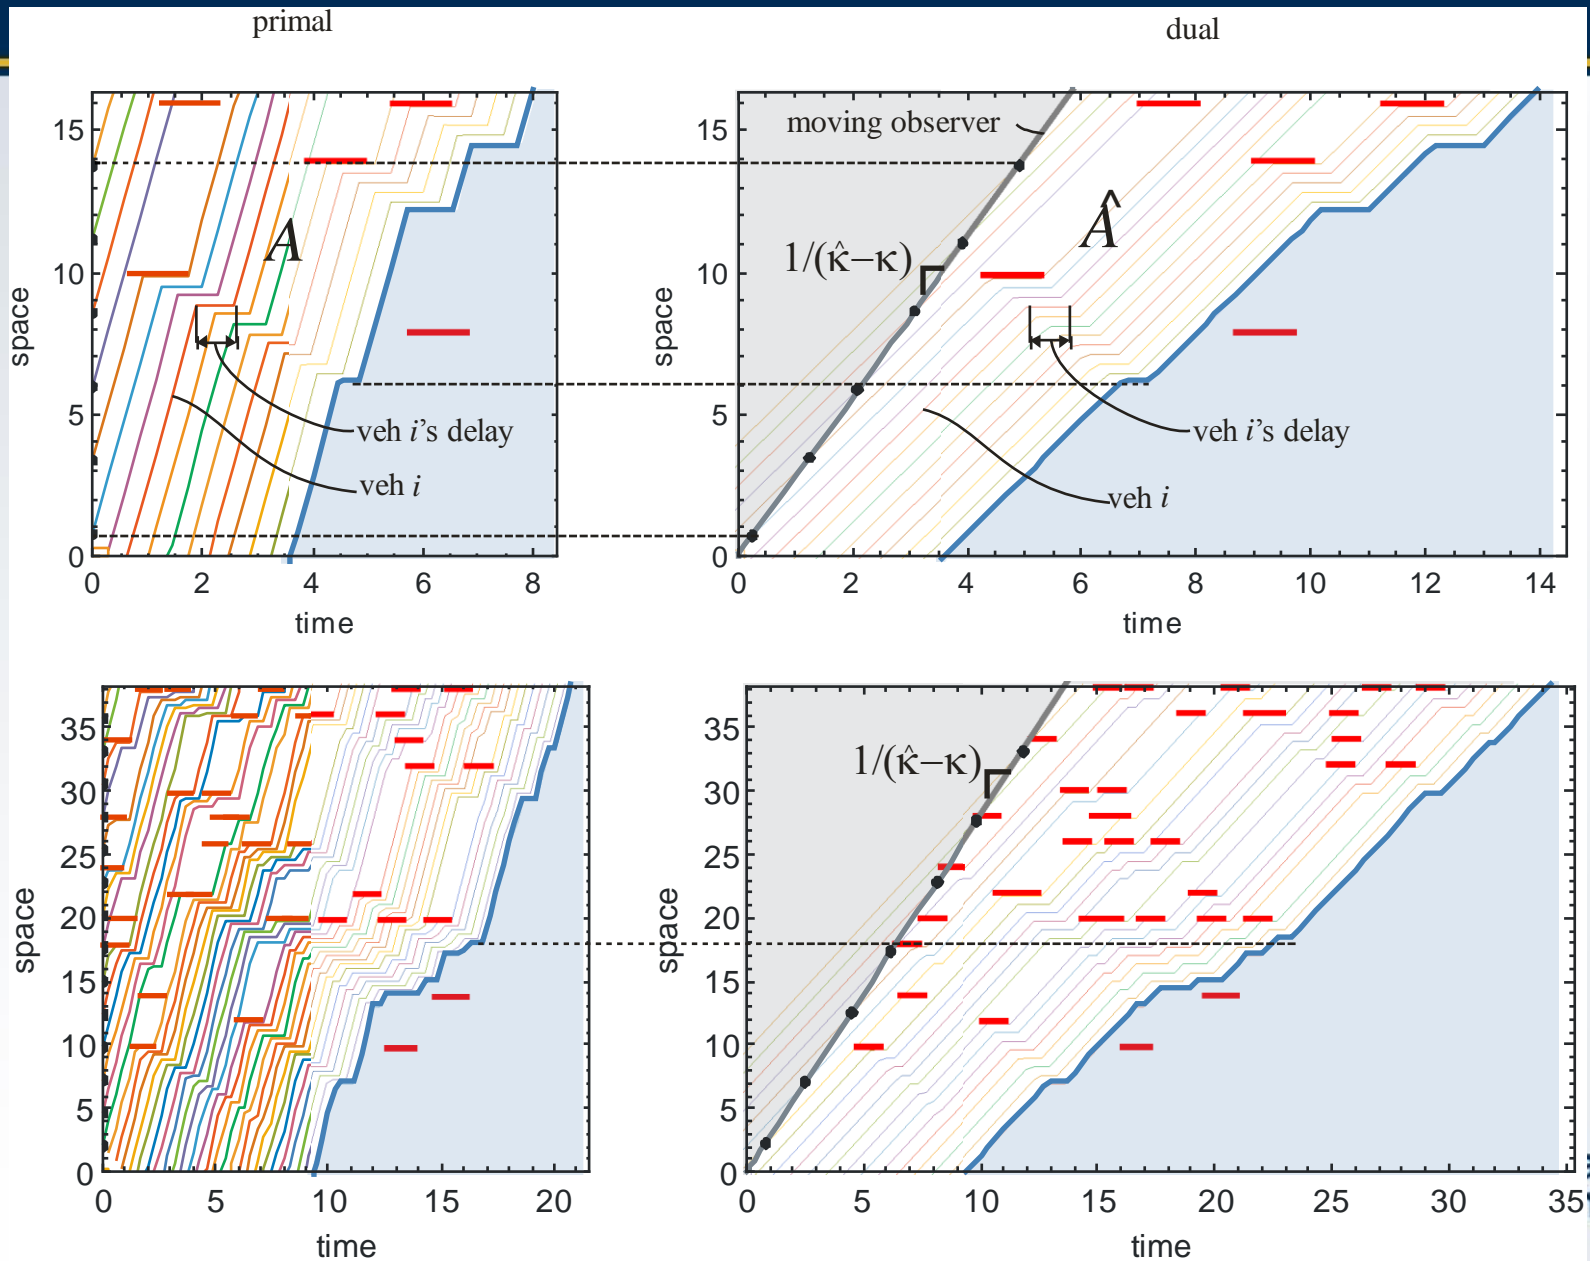 primal
dual
15
10
5
0
space
A
veh i's delay
veh i
0 2 4 6 8
time
15
10
5
0
space
moving observer
1/(κ̂−κ)
Â
veh i's delay
veh i
0 2 4 6 8 10 12 14
time
35
30
25
20
15
10
5
0
space
0 5 10 15 20
time
35
30
25
20
15
10
5
0
space
1/(κ̂−κ)
0 5 10 15 20 25 30 35
time